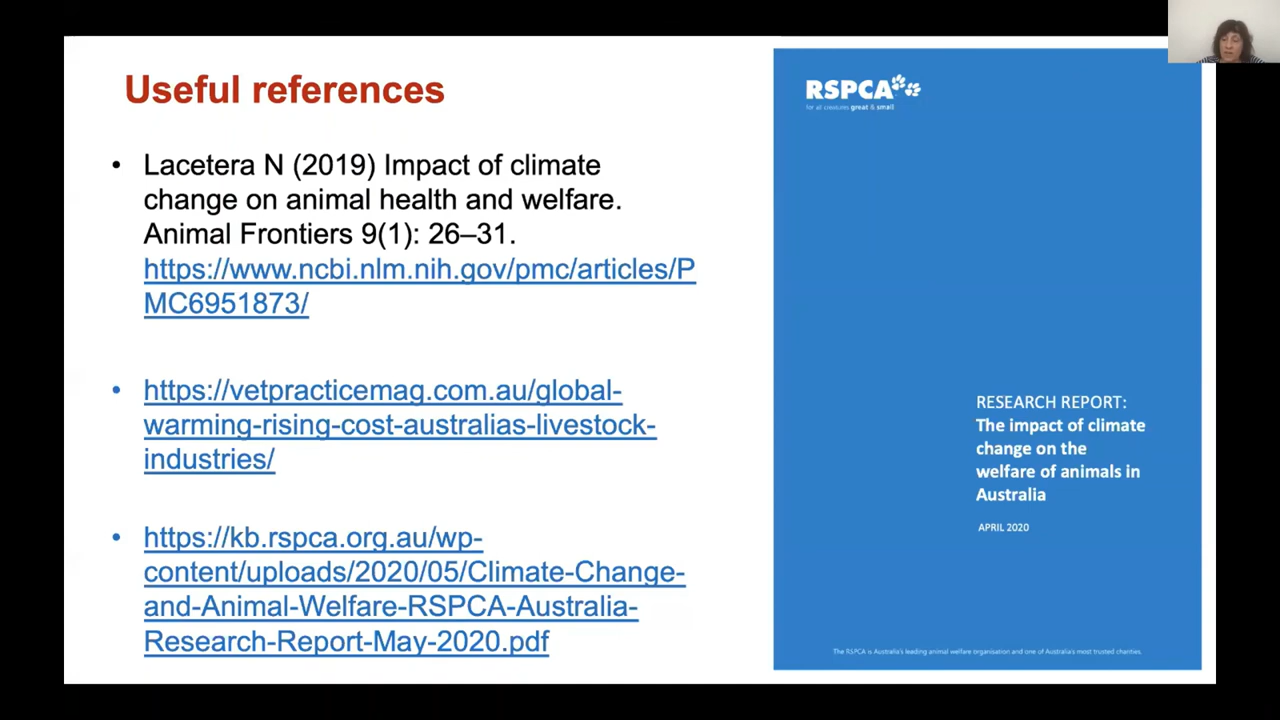 Useful references
• Lacetera N (2019) Impact of climate
change on animal health and welfare.
Animal Frontiers 9(1): 26–31.
https://www.ncbi.nlm.nih.gov/pmc/articles/P
MC6951873/
• https://vetpracticemag.com.au/global-
warming-rising-cost-australias-livestock-
industries/
• https://kb.rspca.org.au/wp-
content/uploads/2020/05/Climate-Change-
and-Animal-Welfare-RSPCA-Australia-
Research-Report-May-2020.pdf
RSPCA
for all creatures great & small
RESEARCH REPORT:
The impact of climate
change on the
welfare of animals in
Australia
APRIL 2020
The RSPCA is Australia's leading animal welfare organisation and one of Australia's most trusted charities.